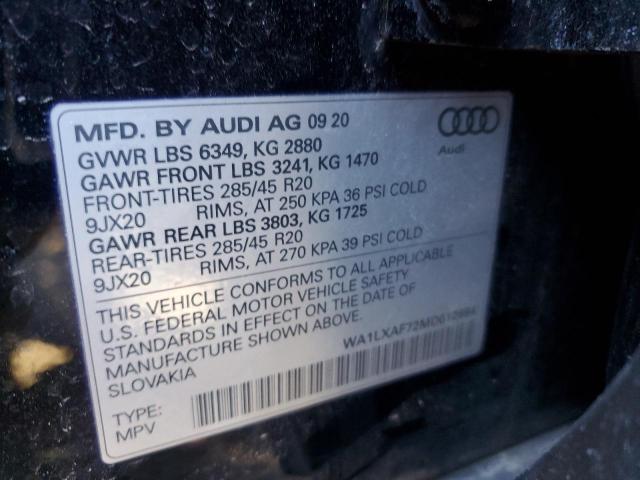 MFD. BY AUDI AG 09 20
Audi
GVWR LBS 6349, KG 2880
GAWR FRONT LBS 3241, KG 1470
FRONT-TIRES 285/45 R20
9JX20 RIMS, AT 250 KPA 36 PSI COLD
GAWR REAR LBS 3803, KG 1725
REAR-TIRES 285/45 R20
9JX20 RIMS, AT 270 KPA 39 PSI COLD
THIS VEHICLE CONFORMS TO ALL APPLICABLE
U.S. FEDERAL MOTOR VEHICLE SAFETY
STANDARDS IN EFFECT ON THE DATE OF
MANUFACTURE SHOWN ABOVE.
SLOVAKIA
TYPE:
MPV